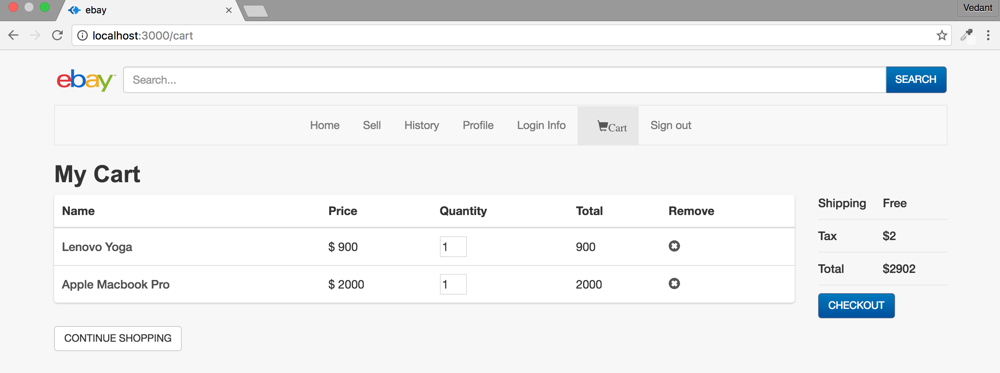 ebay
Vedant
localhost:3000/cart
ebay™ Search... SEARCH
Home Sell History Profile Login Info Cart Sign out
My Cart
Name Price Quantity Total Remove
Lenovo Yoga $ 900 1 900
Apple Macbook Pro $ 2000 1 2000
Shipping Free
Tax $2
Total $2902
CHECKOUT
CONTINUE SHOPPING